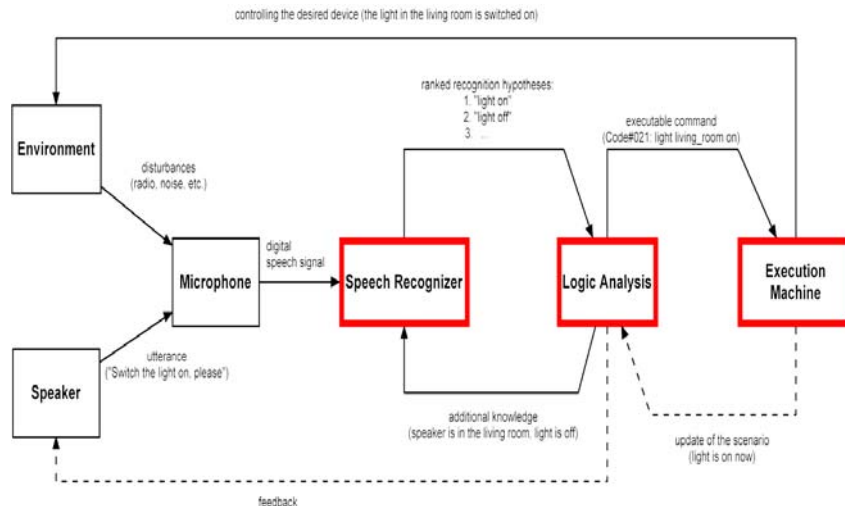 controlling the desired device (the light in the living room is switched on)
ranked recognition hypotheses:
1. "light on"
2. "light off"
3. ...
executable command
(Code#021: light living_room on)
Environment
disturbances
(radio, noise, etc.)
digital
speech signal
Microphone
Speech Recognizer
Logic Analysis
Execution
Machine
utterance
("Switch the light on, please")
Speaker
additional knowledge
(speaker is in the living room, light is off)
update of the scenario
(light is on now)
feedback